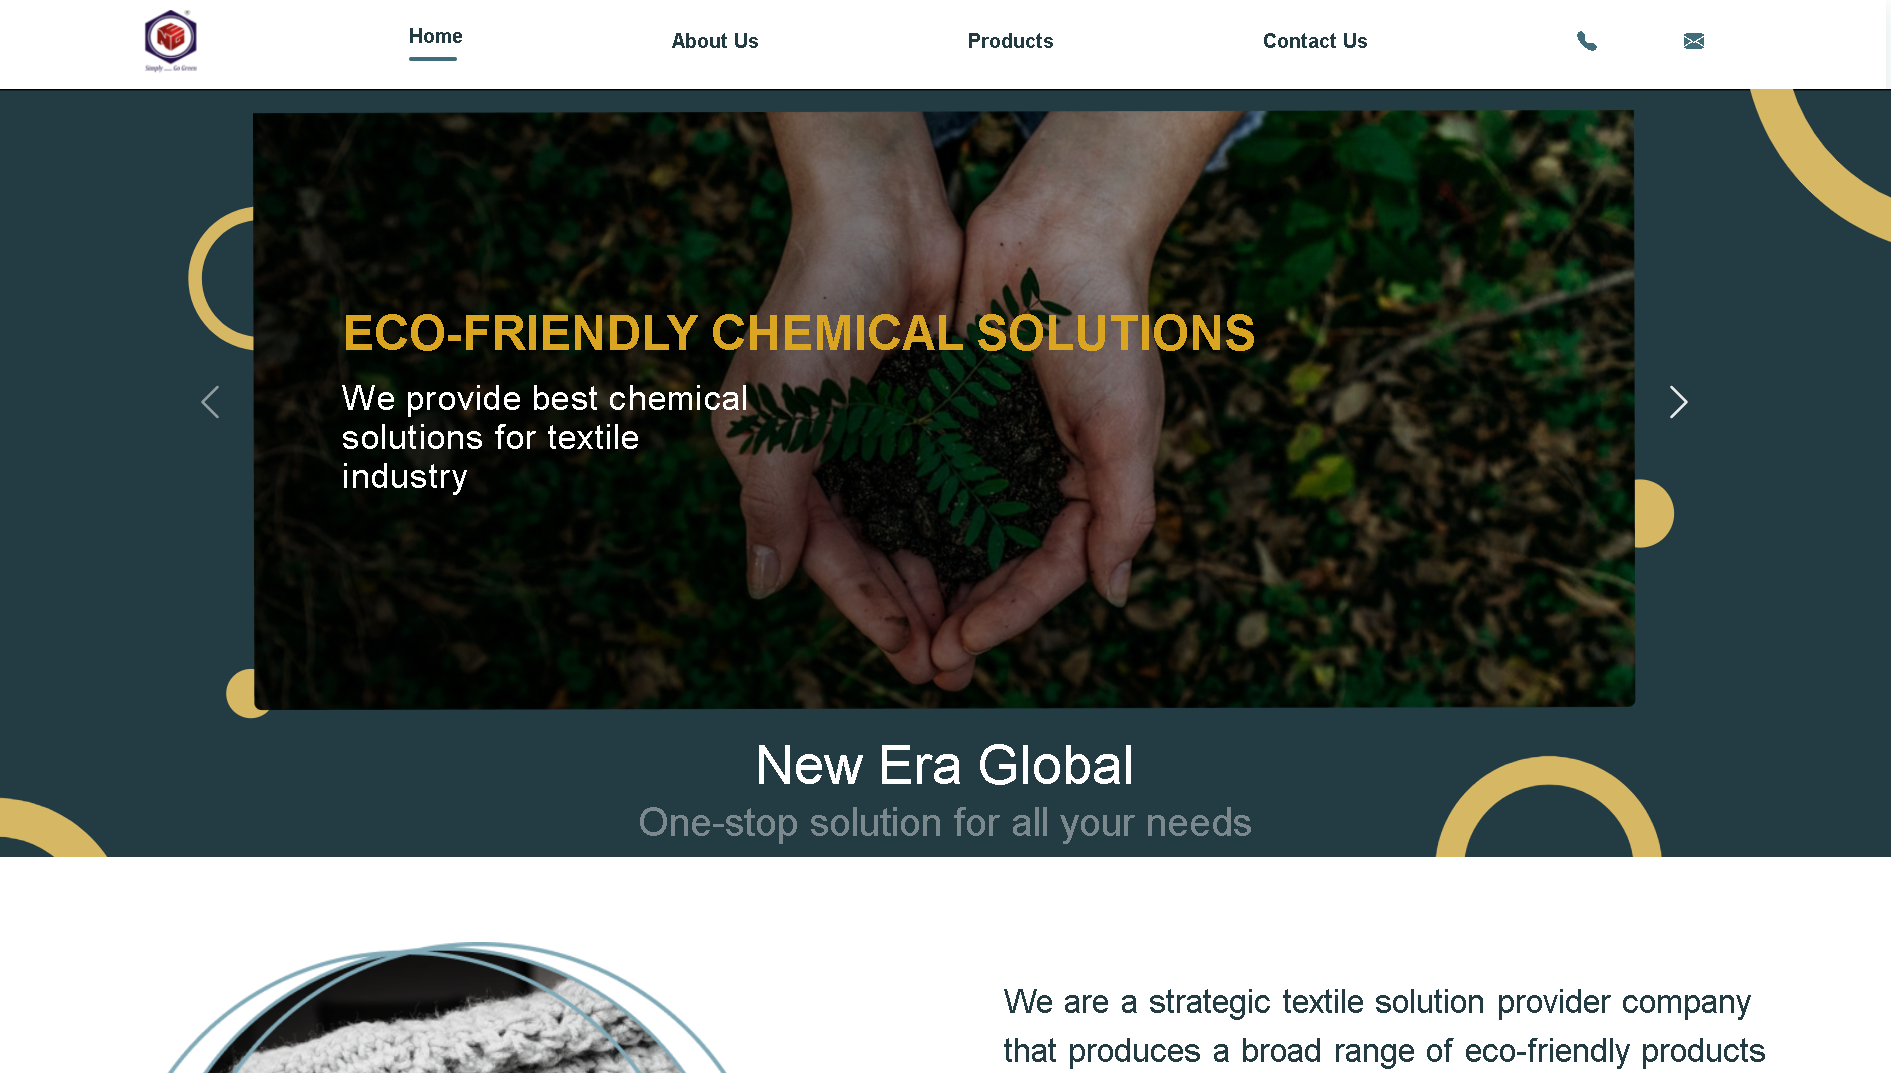 Simply ..... Go Green
Home
About Us
Products
Contact Us
ECO-FRIENDLY CHEMICAL SOLUTIONS
We provide best chemical
solutions for textile
industry
New Era Global
One-stop solution for all your needs
We are a strategic textile solution provider company
that produces a broad range of eco-friendly products